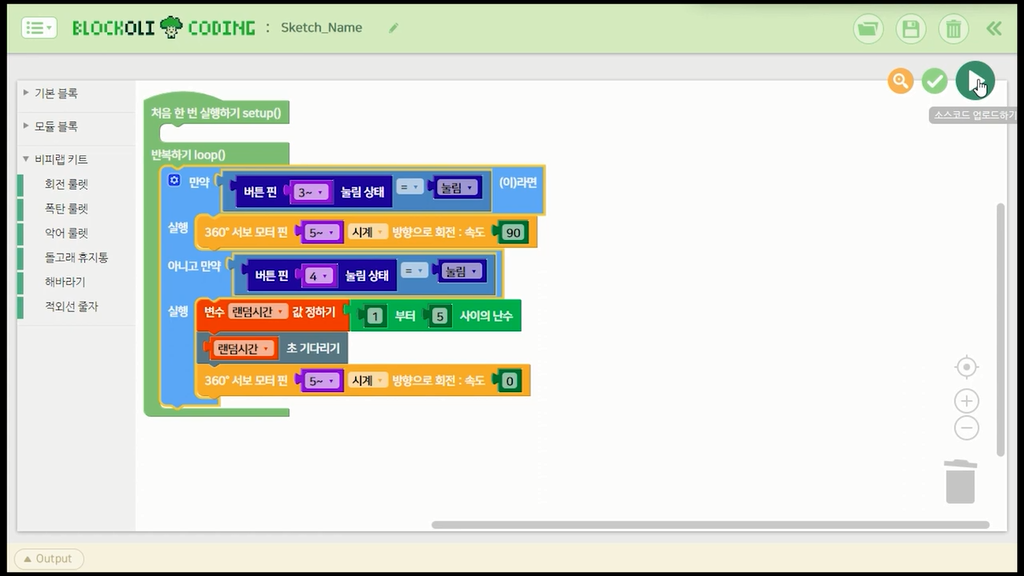 BLOCKOLI CODING : Sketch_Name
소스코드 업로드하기
기본 블록
모듈 블록
비피랩 키트
회전 룰렛
폭탄 룰렛
악어 룰렛
돌고래 휴지통
해바라기
적외선 줄자
처음 한 번 실행하기 setup()
반복하기 loop()
만약 버튼 핀 3~ 눌림 상태 = 눌림 (이)라면
실행 360° 서보 모터 핀 5~ 시계 방향으로 회전 : 속도 90
아니고 만약 버튼 핀 4 눌림 상태 = 눌림
실행 변수 랜덤시간 값 정하기 1 부터 5 사이의 난수
랜덤시간 초 기다리기
360° 서보 모터 핀 5~ 시계 방향으로 회전 : 속도 0
Output